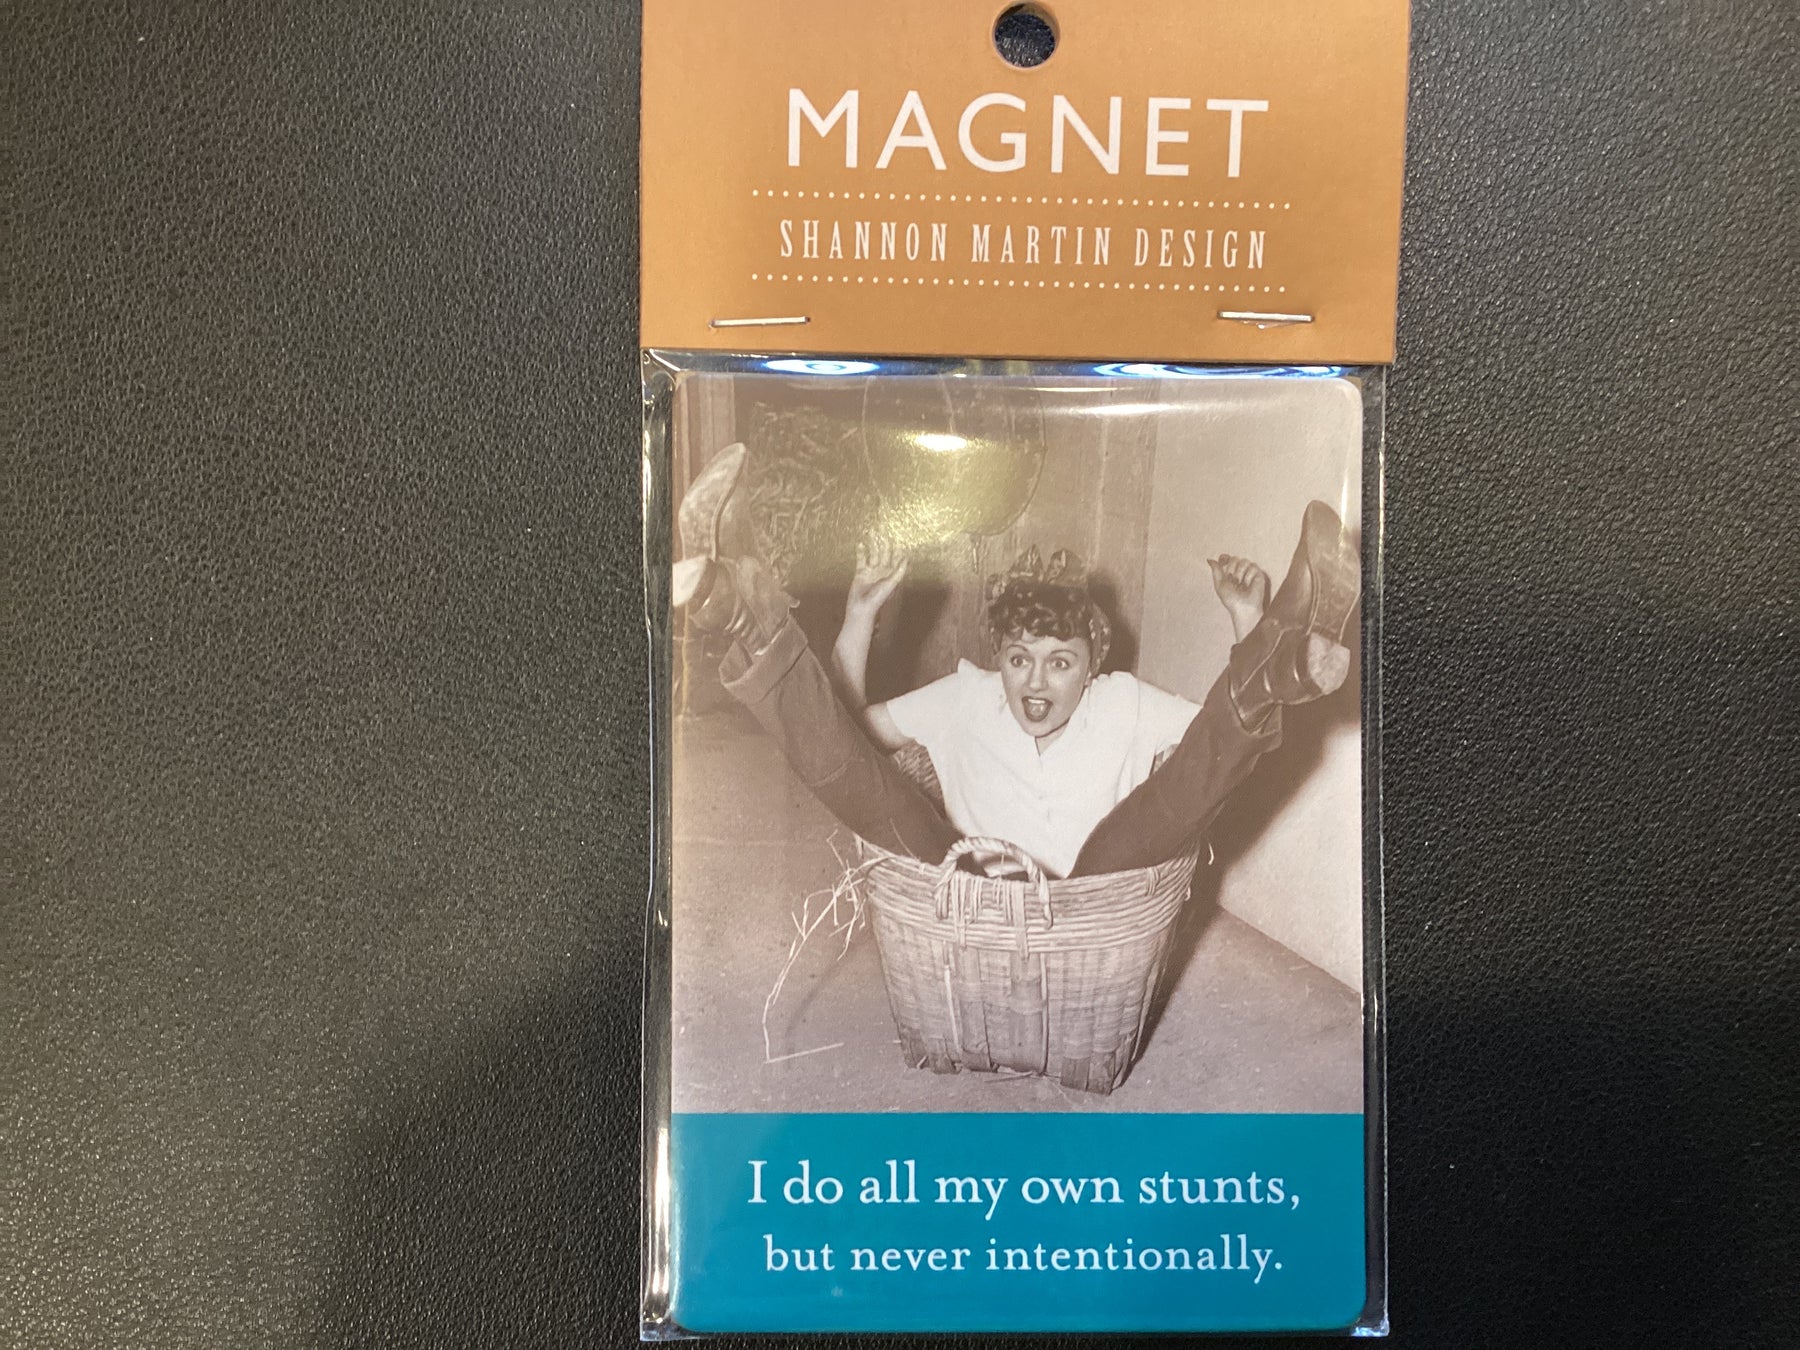 MAGNET
SHANNON MARTIN DESIGN
I do all my own stunts,
but never intentionally.